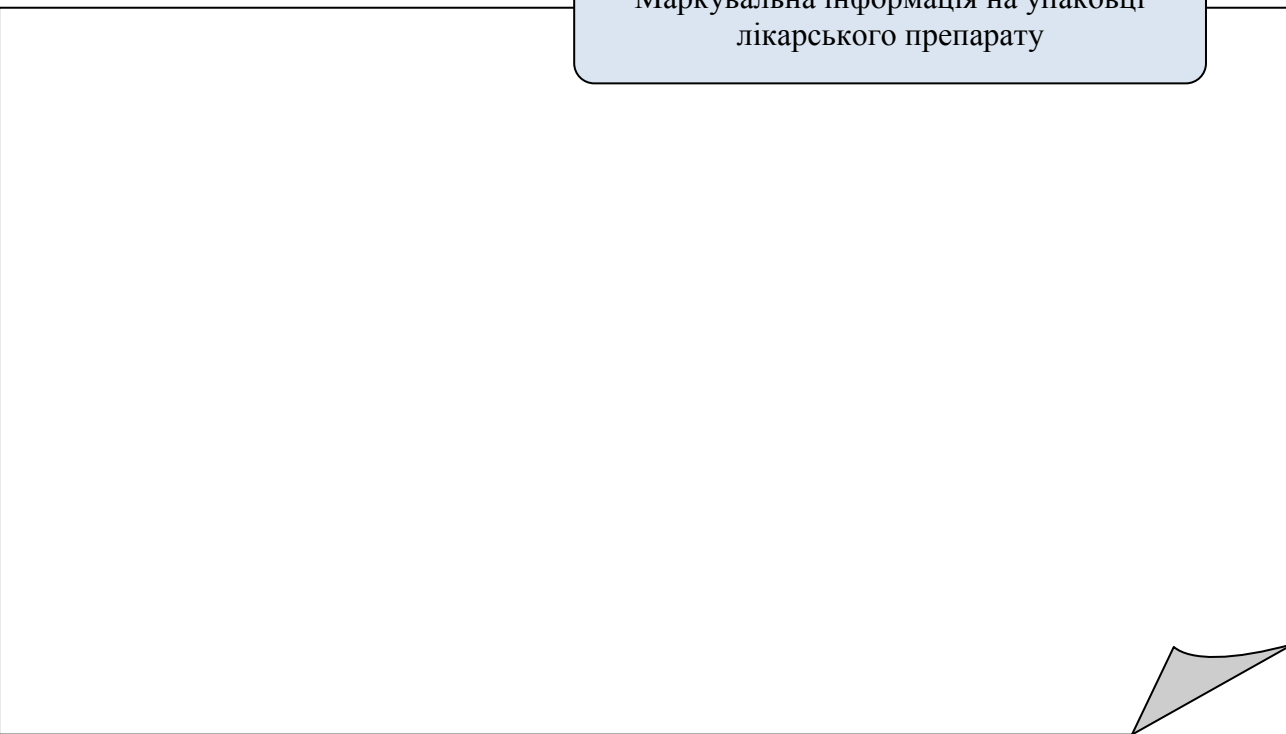 Маркувальна інформація на упаковці
лікарського препарату